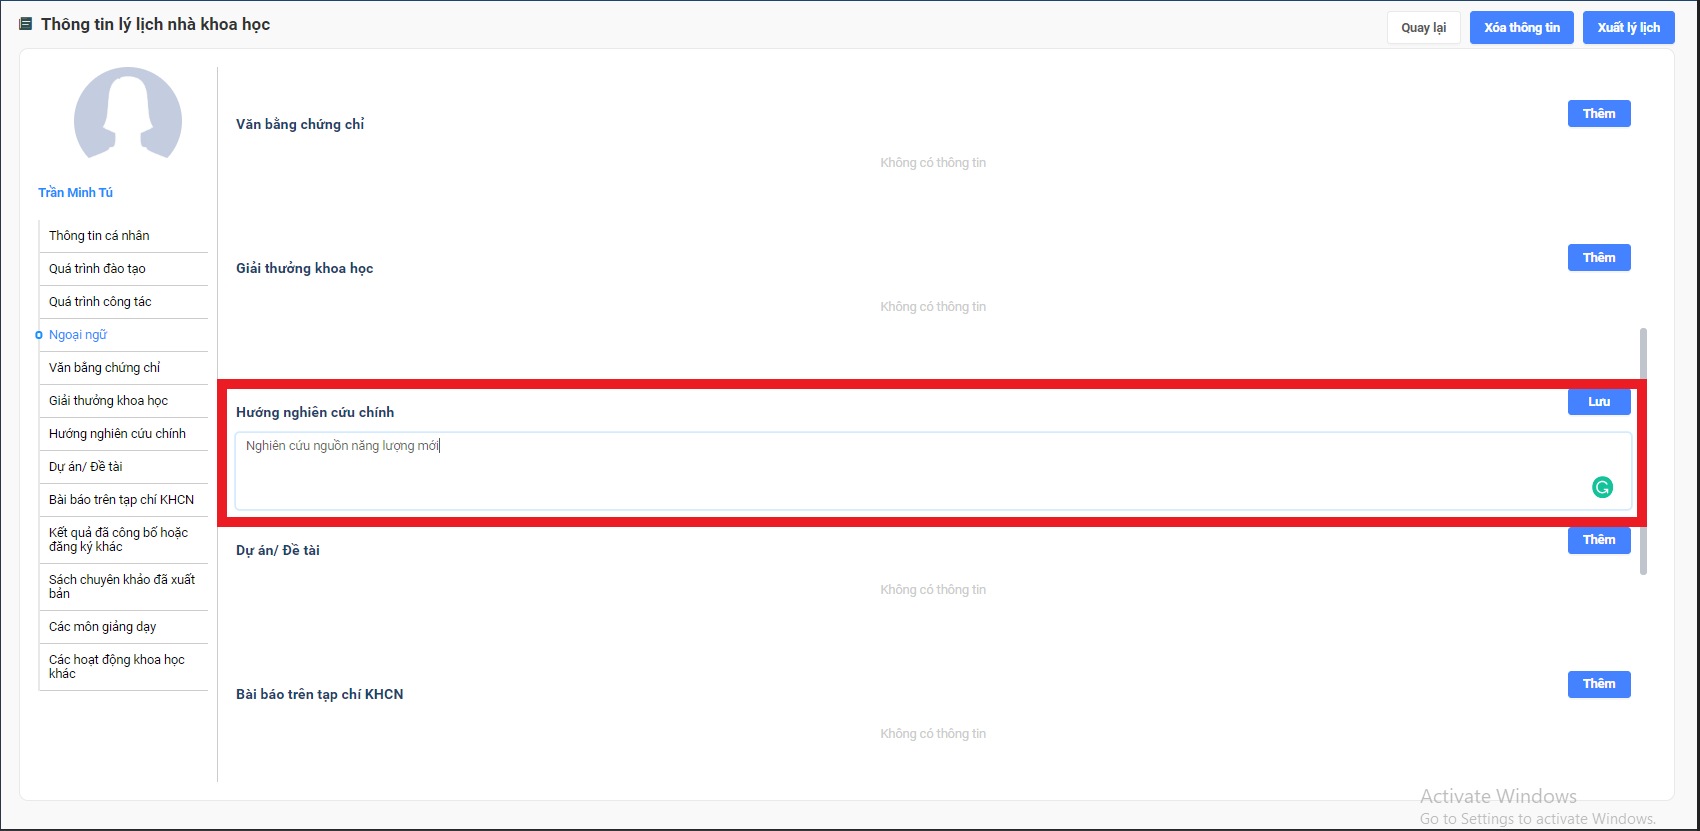 Thông tin lý lịch nhà khoa học
Quay lại
Xóa thông tin
Xuất lý lịch
Trần Minh Tú
Thông tin cá nhân
Quá trình đào tạo
Quá trình công tác
Ngoại ngữ
Văn bằng chứng chỉ
Giải thưởng khoa học
Hướng nghiên cứu chính
Dự án/ Đề tài
Bài báo trên tạp chí KHCN
Kết quả đã công bố hoặc
đăng ký khác
Sách chuyên khảo đã xuất
bản
Các môn giảng dạy
Các hoạt động khoa học
khác
Văn bằng chứng chỉ
Thêm
Không có thông tin
Giải thưởng khoa học
Thêm
Không có thông tin
Hướng nghiên cứu chính
Lưu
Nghiên cứu nguồn năng lượng mới
Dự án/ Đề tài
Thêm
Không có thông tin
Bài báo trên tạp chí KHCN
Thêm
Không có thông tin
Activate Windows
Go to Settings to activate Windows.